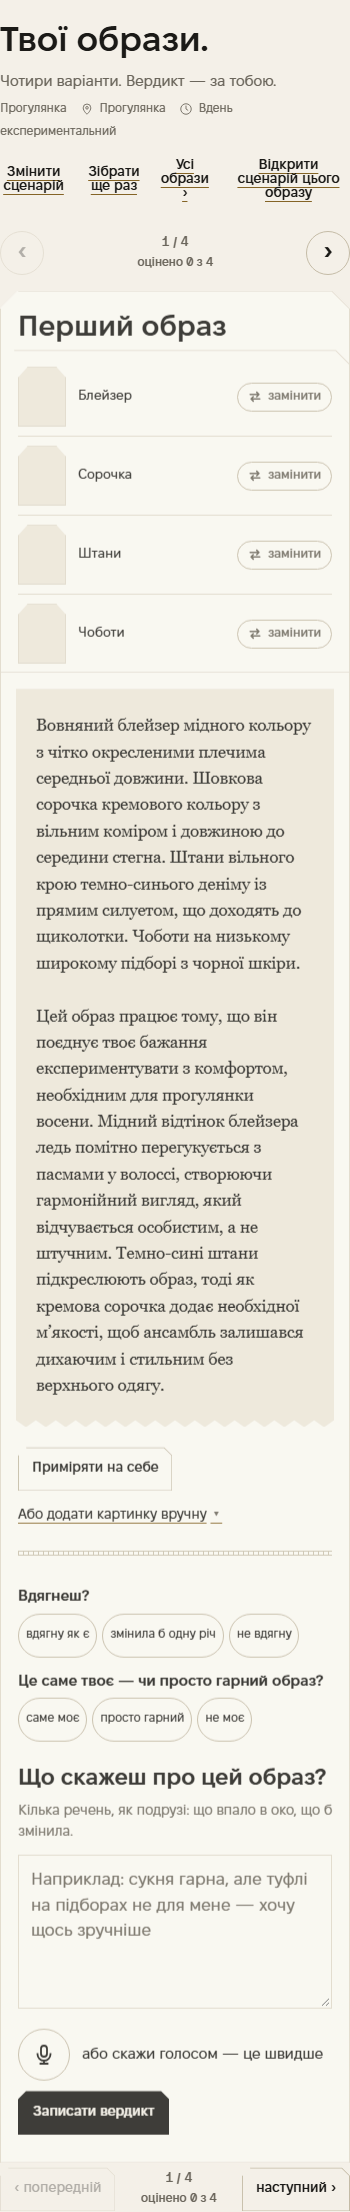 Твої образи.
Чотири варіанти. Вердикт — за тобою.
Прогулянка Прогулянка Вдень
експериментальний
Змінити сценарій
Зібрати ще раз
Усі образи ›
Відкрити сценарій цього образу
‹ 1 / 4 ›
оцінено 0 з 4
Перший образ
Блейзер ⇄ замінити
Сорочка ⇄ замінити
Штани ⇄ замінити
Чоботи ⇄ замінити
Вовняний блейзер мідного кольору
з чітко окресленими плечима
середньої довжини. Шовкова
сорочка кремового кольору з
вільним коміром і довжиною до
середини стегна. Штани вільного
крою темно-синього деніму із
прямим силуетом, що доходять до
щиколотки. Чоботи на низькому
широкому підборі з чорної шкіри.
Цей образ працює тому, що він
поєднує твоє бажання
експериментувати з комфортом,
необхідним для прогулянки
восени. Мідний відтінок блейзера
ледь помітно перегукується з
пасмами у волоссі, створюючи
гармонійний вигляд, який
відчувається особистим, а не
штучним. Темно-сині штани
підкреслюють образ, тоді як
кремова сорочка додає необхідної
м’якості, щоб ансамбль залишався
дихаючим і стильним без
верхнього одягу.
Приміряти на себе
Або додати картинку вручну ▾
Вдягнеш?
вдягну як є змінила б одну річ не вдягну
Це саме твоє — чи просто гарний образ?
саме моє просто гарний не моє
Що скажеш про цей образ?
Кілька речень, як подрузі: що впало в око, що б
змінила.
Наприклад: сукня гарна, але туфлі
на підборах не для мене — хочу
щось зручніше
або скажи голосом — це швидше
Записати вердикт
‹ попередній 1 / 4 наступний ›
оцінено 0 з 4